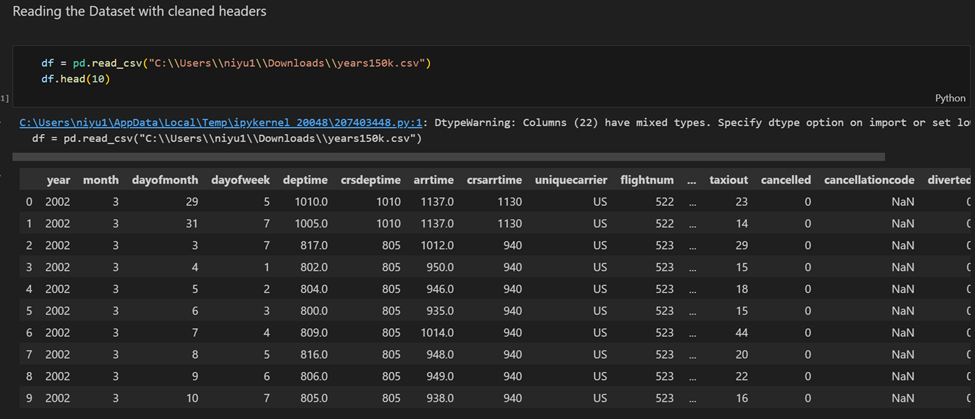 Reading the Dataset with cleaned headers
df = pd.read_csv("C:\\Users\\niyu1\\Downloads\\years150k.csv")
df.head(10)
1]
Python
C:\Users\niyu1\AppData\Local\Temp\ipykernel_20048\207403448.py:1: DtypeWarning: Columns (22) have mixed types. Specify dtype option on import or set lo
df = pd.read_csv("C:\\Users\\niyu1\\Downloads\\years150k.csv")
year month dayofmonth dayofweek deptime crsdeptime arrtime crsarrtime uniquecarrier flightnum ... taxiout cancelled cancellationcode diverted
0 2002 3 29 5 1010.0 1010 1137.0 1130 US 522 ... 23 0 NaN 0
1 2002 3 31 7 1005.0 1010 1137.0 1130 US 522 ... 14 0 NaN 0
2 2002 3 3 7 817.0 805 1012.0 940 US 523 ... 29 0 NaN 0
3 2002 3 4 1 802.0 805 950.0 940 US 523 ... 15 0 NaN 0
4 2002 3 5 2 804.0 805 946.0 940 US 523 ... 18 0 NaN 0
5 2002 3 6 3 800.0 805 935.0 940 US 523 ... 15 0 NaN 0
6 2002 3 7 4 809.0 805 1014.0 940 US 523 ... 44 0 NaN 0
7 2002 3 8 5 816.0 805 948.0 940 US 523 ... 20 0 NaN 0
8 2002 3 9 6 806.0 805 949.0 940 US 523 ... 22 0 NaN 0
9 2002 3 10 7 805.0 805 938.0 940 US 523 ... 16 0 NaN 0